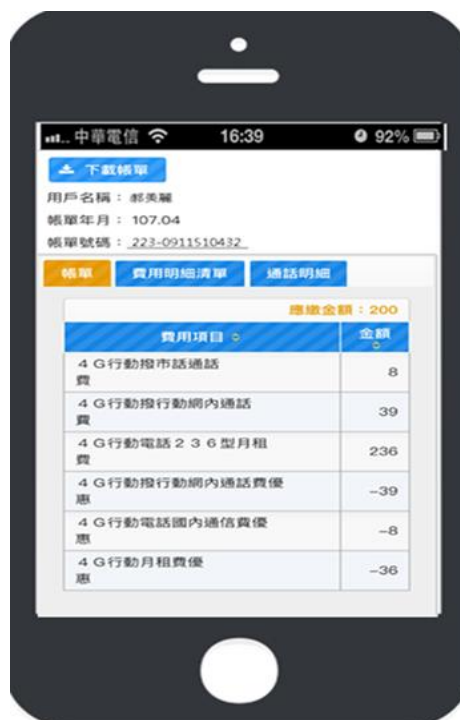 中華電信 16:39 92%
下載帳單
用戶名稱： 郝美麗
帳單年月： 107.04
帳單號碼： 223-0911510432
帳單 費用明細清單 通話明細
應繳金額：200
費用項目 金額
４Ｇ行動撥市話通話
費 8
４Ｇ行動撥行動網內通話
費 39
４Ｇ行動電話２３６型月租
費 236
４Ｇ行動撥行動網內通話費優
惠 -39
４Ｇ行動電話國內通信費優
惠 -8
４Ｇ行動月租費優
惠 -36